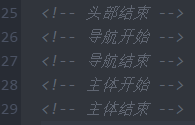 25 <!-- 头部结束 -->
26 <!-- 导航开始 -->
27 <!-- 导航结束 -->
28 <!-- 主体开始 -->
29 <!-- 主体结束 -->